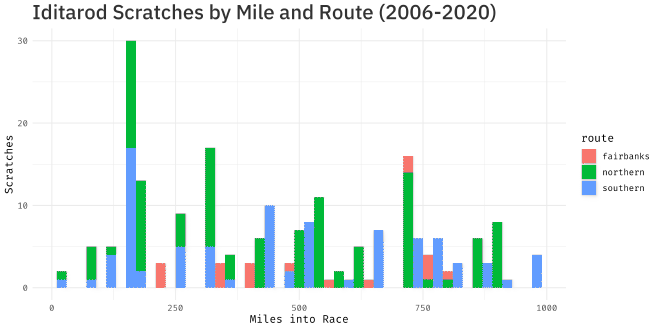 Iditarod Scratches by Mile and Route (2006-2020)
30
20
10
0
Scratches
0
250
500
750
1000
Miles into Race
route
fairbanks
northern
southern